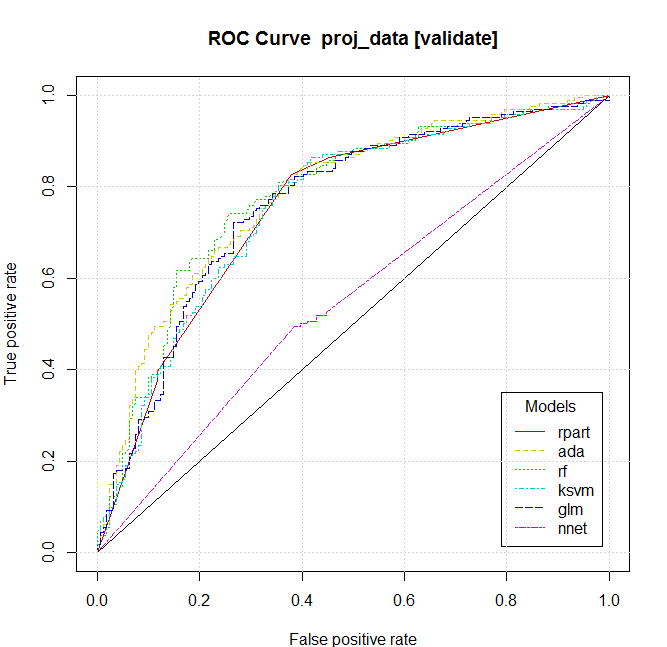 ROC Curve  proj_data [validate]
True positive rate
1.0
0.8
0.6
0.4
0.2
0.0
Models
rpart
ada
rf
ksvm
glm
nnet
0.0 0.2 0.4 0.6 0.8 1.0
False positive rate